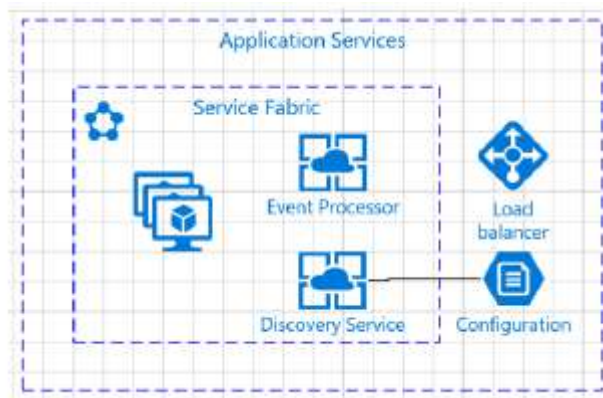 Application Services
Service Fabric
Event Processor
Load
balancer
Discovery Service
Configuration